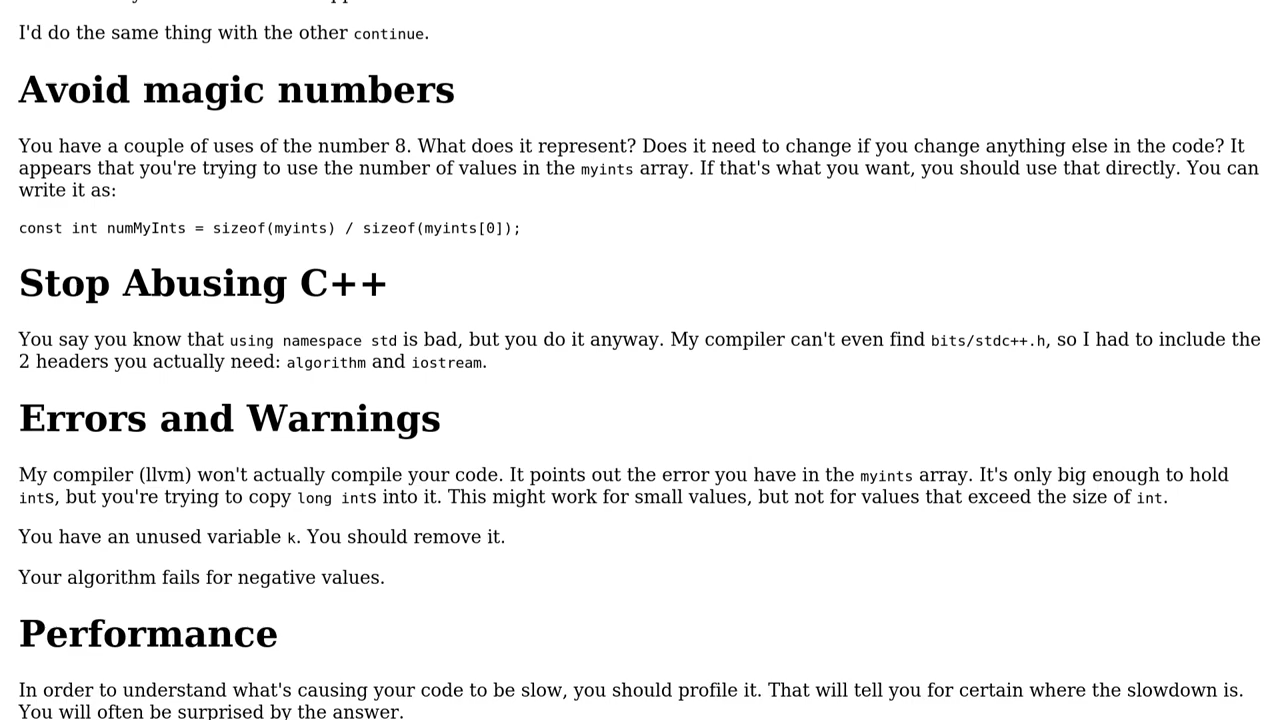 I'd do the same thing with the other continue.
Avoid magic numbers
You have a couple of uses of the number 8. What does it represent? Does it need to change if you change anything else in the code? It
appears that you're trying to use the number of values in the myints array. If that's what you want, you should use that directly. You can
write it as:
const int numMyInts = sizeof(myints) / sizeof(myints[0]);
Stop Abusing C++
You say you know that using namespace std is bad, but you do it anyway. My compiler can't even find bits/stdc++.h, so I had to include the
2 headers you actually need: algorithm and iostream.
Errors and Warnings
My compiler (llvm) won't actually compile your code. It points out the error you have in the myints array. It's only big enough to hold
ints, but you're trying to copy long ints into it. This might work for small values, but not for values that exceed the size of int.
You have an unused variable k. You should remove it.
Your algorithm fails for negative values.
Performance
In order to understand what's causing your code to be slow, you should profile it. That will tell you for certain where the slowdown is.
You will often be surprised by the answer.